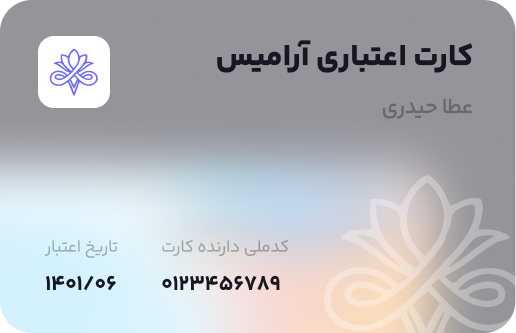 کارت اعتباری آرامیس
عطا حیدری
کدملی دارنده کارت
۰۱۲۳۴۵۶۷۸۹
تاریخ اعتبار
۱۴۰۱/۰۶